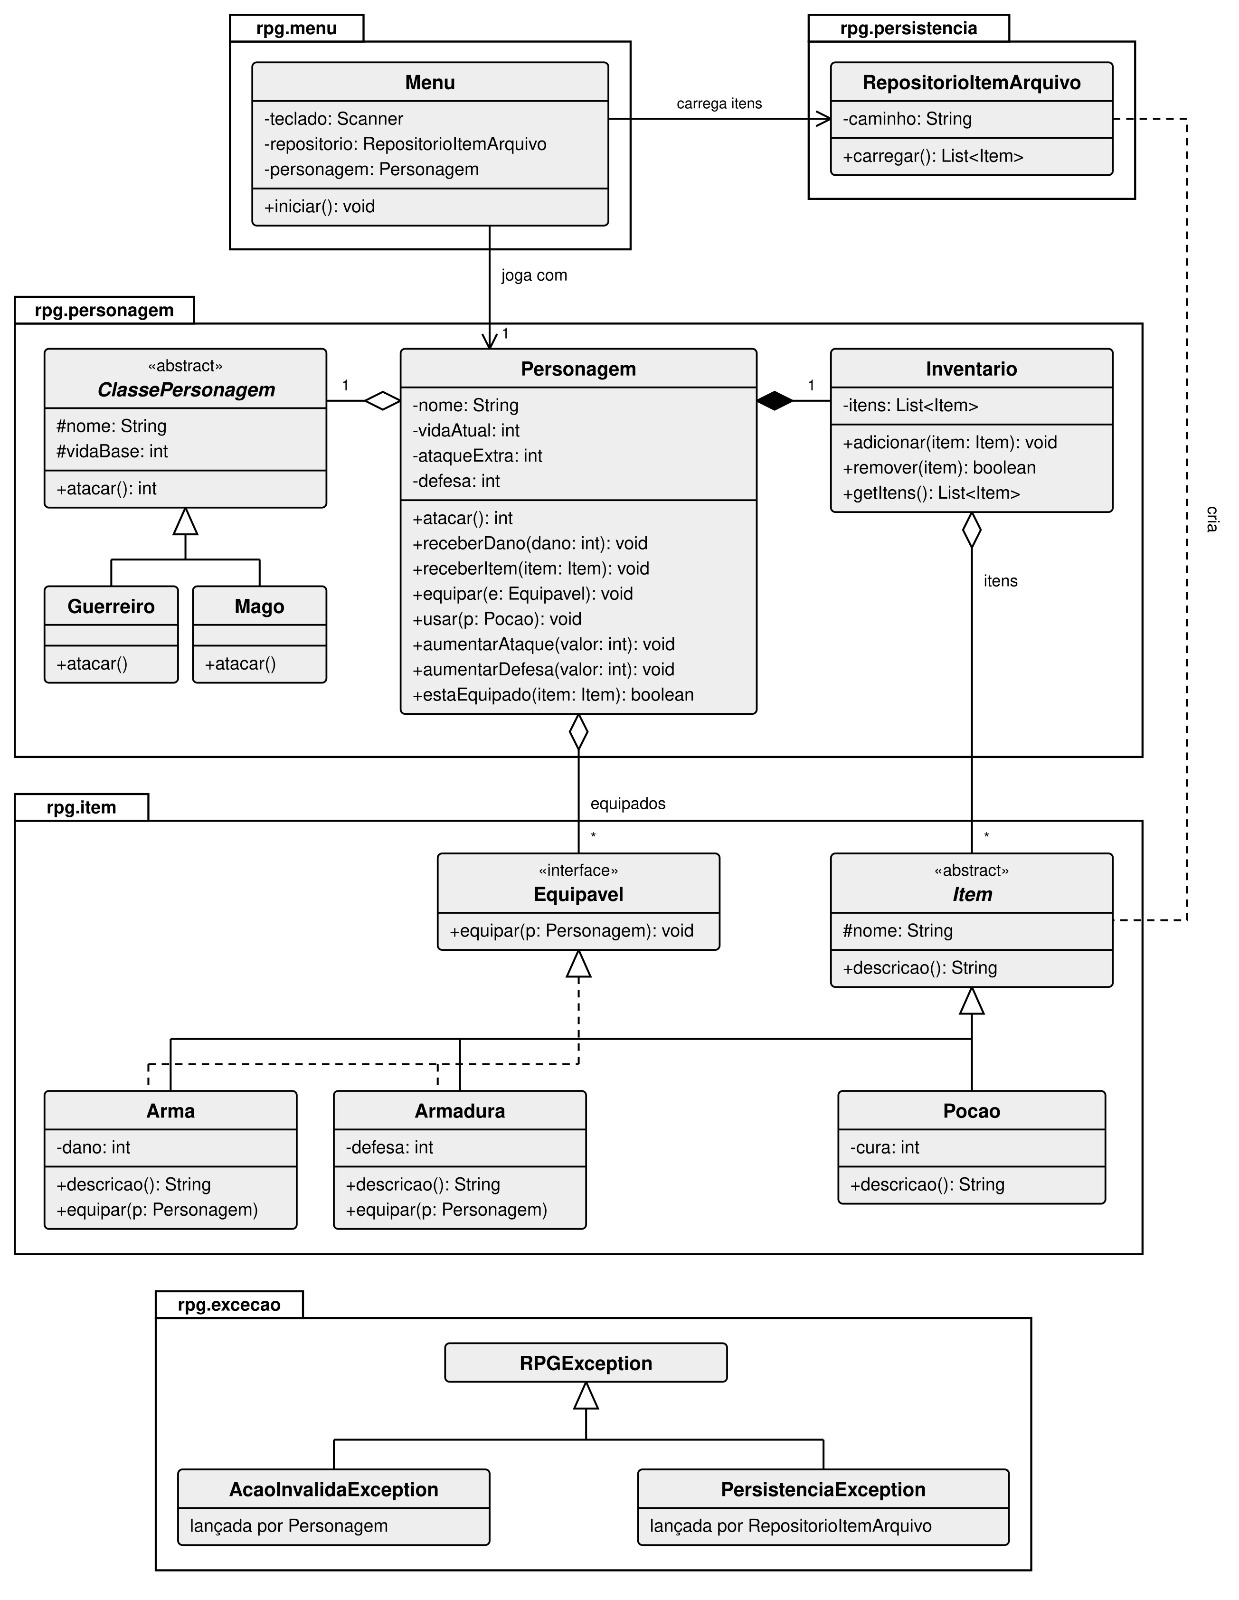 rpg.menu
Menu
-teclado: Scanner
-repositorio: RepositorioItemArquivo
-personagem: Personagem
+iniciar(): void
carrega itens
rpg.persistencia
RepositorioItemArquivo
-caminho: String
+carregar(): List<Item>
joga com
1
rpg.personagem
«abstract»
ClassePersonagem
#nome: String
#vidaBase: int
+atacar(): int
1
Guerreiro
+atacar()
Mago
+atacar()
Personagem
-nome: String
-vidaAtual: int
-ataqueExtra: int
-defesa: int
+atacar(): int
+receberDano(dano: int): void
+receberItem(item: Item): void
+equipar(e: Equipavel): void
+usar(p: Pocao): void
+aumentarAtaque(valor: int): void
+aumentarDefesa(valor: int): void
+estaEquipado(item: Item): boolean
1
Inventario
-itens: List<Item>
+adicionar(item: Item): void
+remover(item): boolean
+getItens(): List<Item>
cria
itens
equipados
*
*
rpg.item
«interface»
Equipavel
+equipar(p: Personagem): void
«abstract»
Item
#nome: String
+descricao(): String
Arma
-dano: int
+descricao(): String
+equipar(p: Personagem)
Armadura
-defesa: int
+descricao(): String
+equipar(p: Personagem)
Pocao
-cura: int
+descricao(): String
rpg.excecao
RPGException
AcaoInvalidaException
lançada por Personagem
PersistenciaException
lançada por RepositorioItemArquivo